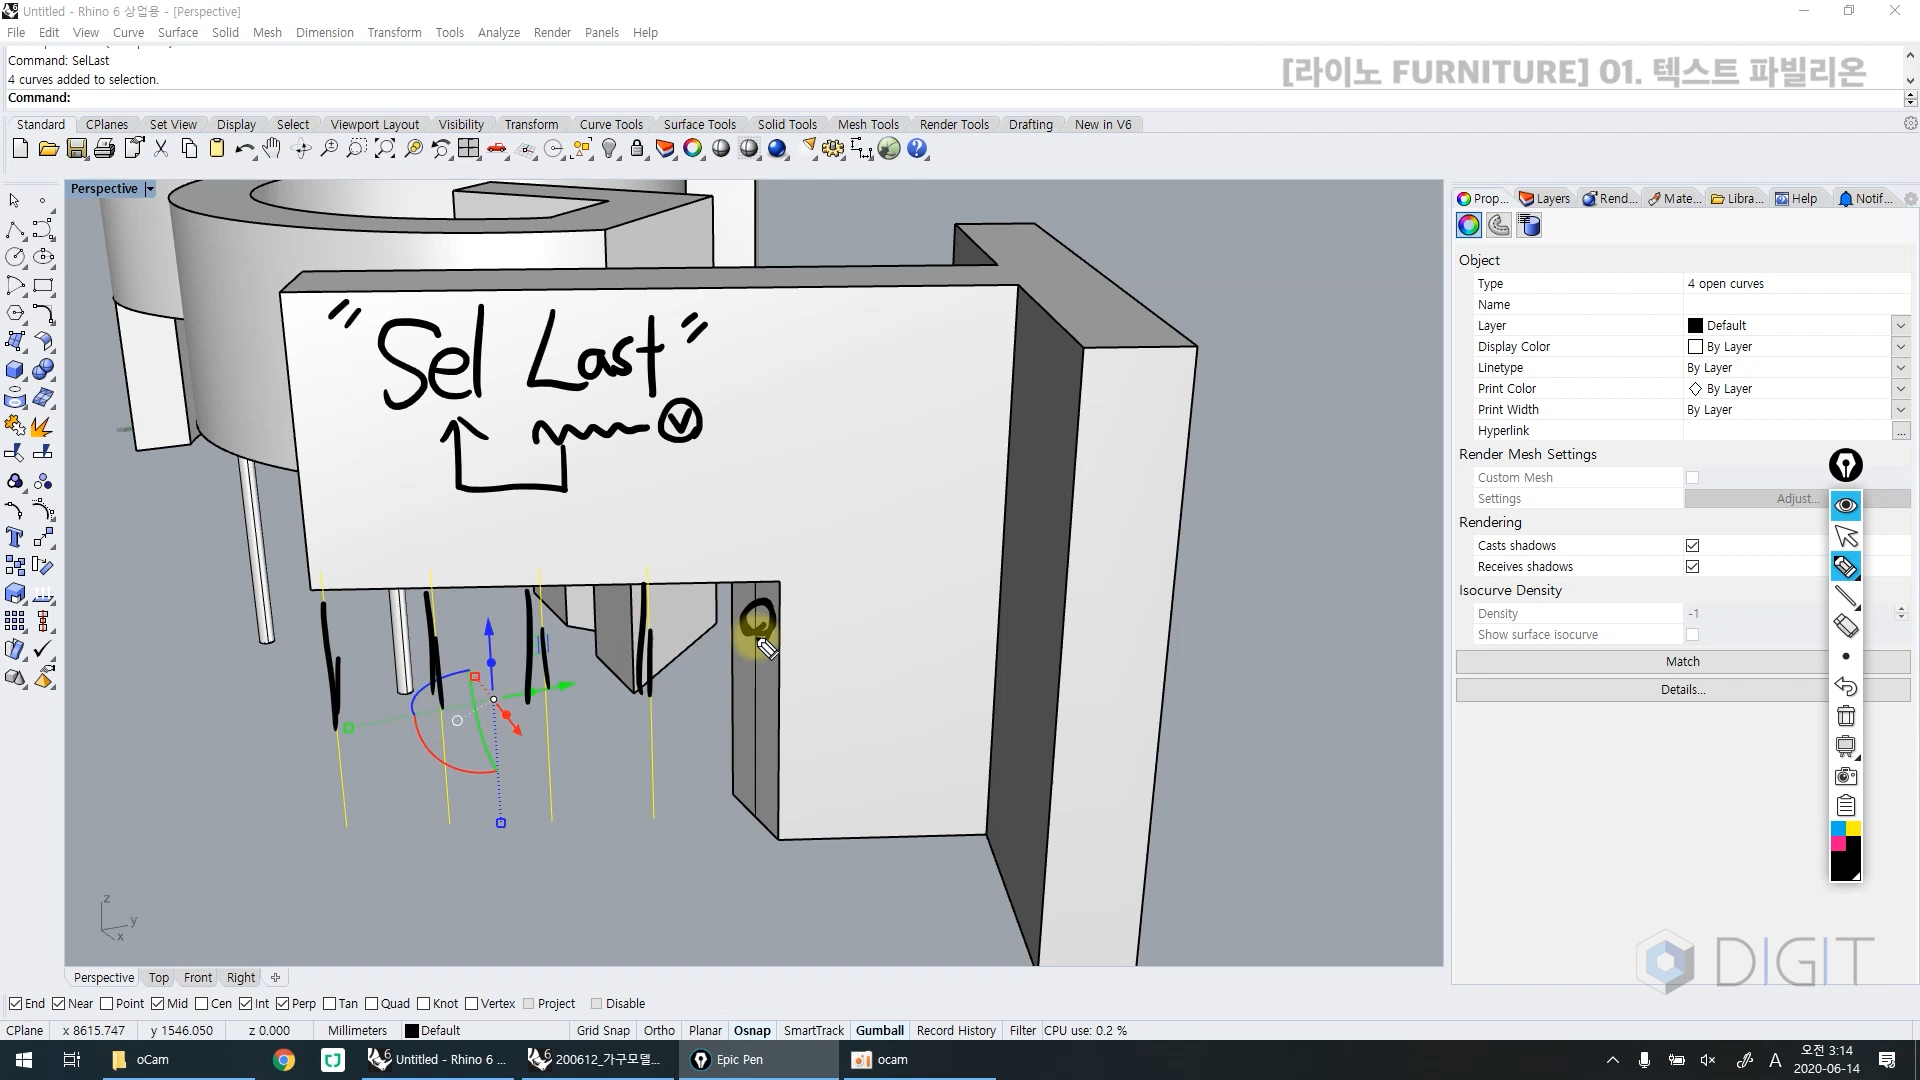 Untitled - Rhino 6 상업용 - [Perspective]
File Edit View Curve Surface Solid Mesh Dimension Transform Tools Analyze Render Panels Help
Command: SelLast
4 curves added to selection.
Command:
[라이노 FURNITURE] 01. 텍스트 파빌리온
Standard CPlanes Set View Display Select Viewport Layout Visibility Transform Curve Tools Surface Tools Solid Tools Mesh Tools Render Tools Drafting New in V6
Perspective
Prop... Layers Rend... Mate... Libra... Help Notif...
Object
Type 4 open curves
Name
Layer Default
Display Color By Layer
Linetype By Layer
Print Color By Layer
Print Width By Layer
Hyperlink ...
Render Mesh Settings
Custom Mesh
Settings Adjust...
Rendering
Casts shadows
Receives shadows
Isocurve Density
Density -1
Show surface isocurve
Match
Details...
"Sel Last"
z
y
x
DIGIT
Perspective Top Front Right
End Near Point Mid Cen Int Perp Tan Quad Knot Vertex Project Disable
CPlane x 8615.747 y 1546.050 z 0.000 Millimeters Default Grid Snap Ortho Planar Osnap SmartTrack Gumball Record History Filter CPU use: 0.2 %
oCam Untitled - Rhino 6 ... 200612_가구모델... Epic Pen ocam A 오전 3:14
2020-06-14